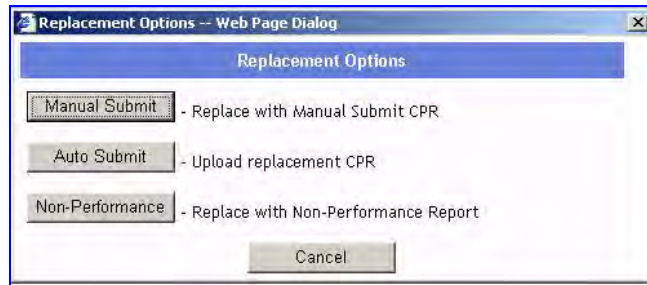 Replacement Options -- Web Page Dialog
Replacement Options
Manual Submit - Replace with Manual Submit CPR
Auto Submit - Upload replacement CPR
Non-Performance - Replace with Non-Performance Report
Cancel